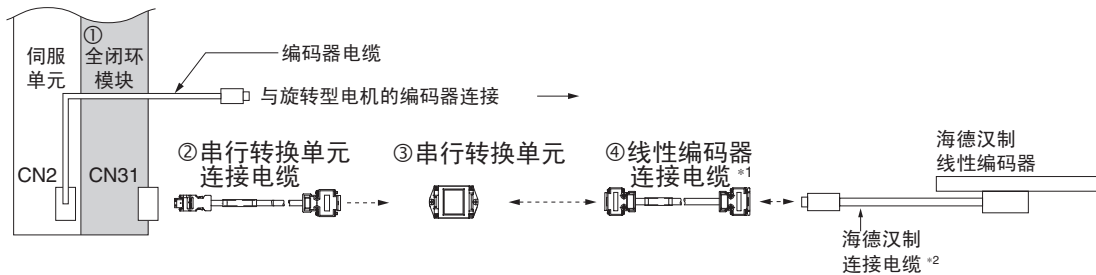 ①
伺服
单元
全闭环
模块
编码器电缆
与旋转型电机的编码器连接
CN2
CN31
②串行转换单元
连接电缆
③串行转换单元
④线性编码器
连接电缆 *1
海德汉制
线性编码器
海德汉制
连接电缆 *2